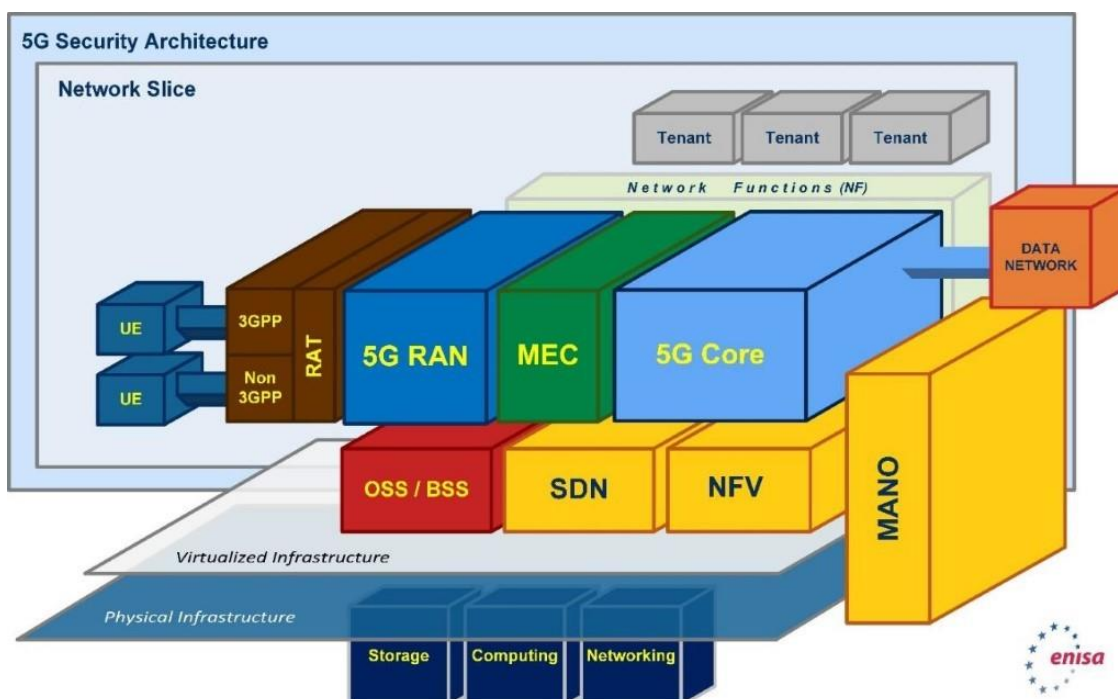 5G Security Architecture
Network Slice
Tenant
Tenant
Tenant
Network Functions (NF)
DATA
NETWORK
UE
3GPP
RAT
5G RAN
MEC
5G Core
UE
Non
3GPP
OSS / BSS
SDN
NFV
MANO
Virtualized Infrastructure
Physical Infrastructure
Storage
Computing
Networking
enisa